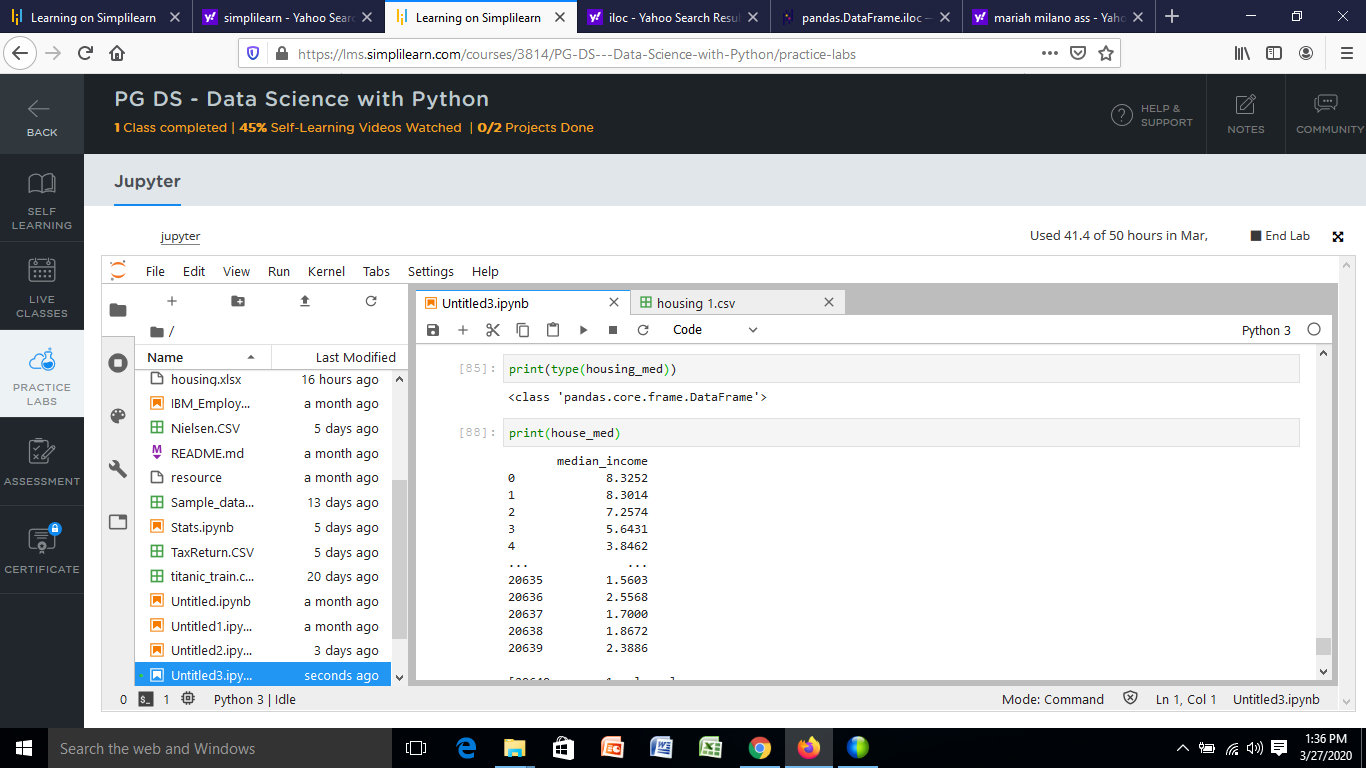 Learning on Simplilearn
simplilearn - Yahoo Sear
Learning on Simplilearn
iloc - Yahoo Search Resul
pandas.DataFrame.iloc —
mariah milano ass - Yaho
https://lms.simplilearn.com/courses/3814/PG-DS---Data-Science-with-Python/practice-labs
BACK
PG DS - Data Science with Python
1 Class completed | 45% Self-Learning Videos Watched | 0/2 Projects Done
HELP &
SUPPORT
NOTES
COMMUNITY
SELF
LEARNING
LIVE
CLASSES
PRACTICE
LABS
ASSESSMENT
CERTIFICATE
Jupyter
jupyter
Used 41.4 of 50 hours in Mar,
End Lab
File Edit View Run Kernel Tabs Settings Help
/
Name Last Modified
housing.xlsx 16 hours ago
IBM_Employ... a month ago
Nielsen.CSV 5 days ago
README.md a month ago
resource a month ago
Sample_data... 13 days ago
Stats.ipynb 5 days ago
TaxReturn.CSV 5 days ago
titanic_train.c... 20 days ago
Untitled.ipynb a month ago
Untitled1.ipy... a month ago
Untitled2.ipy... 3 days ago
Untitled3.ipy... seconds ago
Untitled3.ipynb
housing 1.csv
Code
Python 3
[85]: print(type(housing_med))
<class 'pandas.core.frame.DataFrame'>
[88]: print(house_med)
median_income
0 8.3252
1 8.3014
2 7.2574
3 5.6431
4 3.8462
... ...
20635 1.5603
20636 2.5568
20637 1.7000
20638 1.8672
20639 2.3886
0 1 Python 3 | Idle
Mode: Command Ln 1, Col 1 Untitled3.ipynb
Search the web and Windows
1:36 PM
3/27/2020